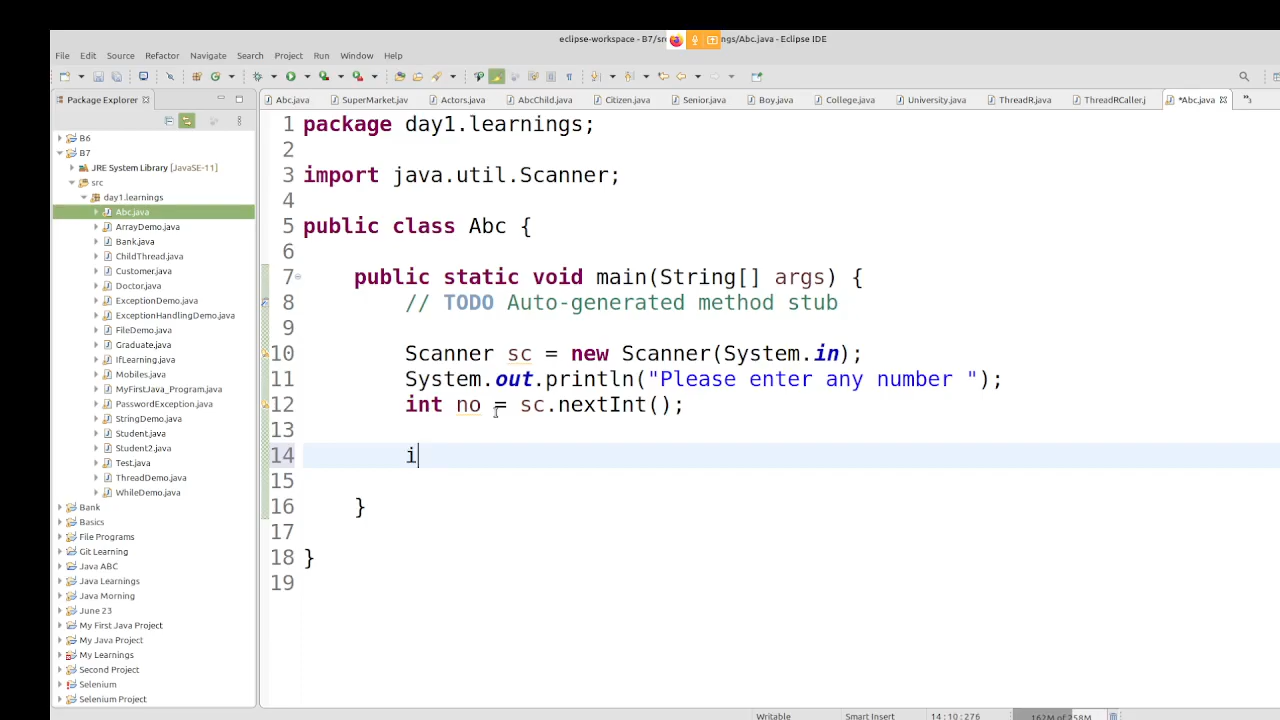 eclipse-workspace - B7/src ngs/Abc.java - Eclipse IDE
File Edit Source Refactor Navigate Search Project Run Window Help
Package Explorer
Abc.java SuperMarket.jav Actors.java AbcChild.java Citizen.java Senior.java Boy.java College.java University.java ThreadR.java ThreadRCaller.j *Abc.java
B6
B7
JRE System Library [JavaSE-11]
src
day1.learnings
Abc.java
ArrayDemo.java
Bank.java
ChildThread.java
Customer.java
Doctor.java
ExceptionDemo.java
ExceptionHandlingDemo.java
FileDemo.java
Graduate.java
IfLearning.java
Mobiles.java
MyFirstJava_Program.java
PasswordException.java
StringDemo.java
Student.java
Student2.java
Test.java
ThreadDemo.java
WhileDemo.java
Bank
Basics
File Programs
Git Learning
Java ABC
Java Learnings
Java Morning
June 23
My First Java Project
My Java Project
My Learnings
Second Project
Selenium
Selenium Project
1 package day1.learnings;
2
3 import java.util.Scanner;
4
5 public class Abc {
6
7 public static void main(String[] args) {
8 // TODO Auto-generated method stub
9
10 Scanner sc = new Scanner(System.in);
11 System.out.println("Please enter any number ");
12 int no = sc.nextInt();
13
14 i
15
16 }
17
18 }
19
Writable Smart Insert 14:10:276 162M of 258M